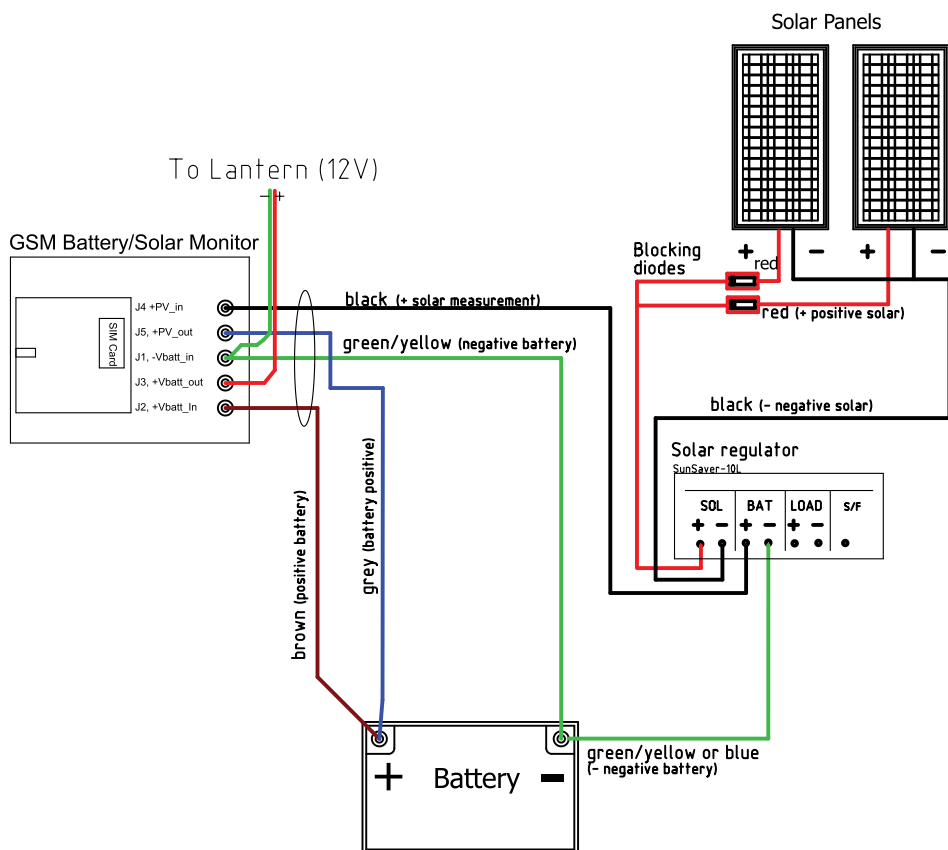 Solar Panels
To Lantern (12V)
- +
GSM Battery/Solar Monitor
+ red -
+ -
Blocking
diodes
J4 +PV_in
black (+ solar measurement)
red (+ positive solar)
SIM Card
J5, +PV_out
green/yellow (negative battery)
J1, -Vbatt_in
J3, +Vbatt_out
J2, +Vbatt_In
black (- negative solar)
Solar regulator
SunSaver-10L
SOL BAT LOAD S/F
+ - + - + -
grey (battery positive)
brown (positive battery)
green/yellow or blue
(- negative battery)
+ Battery -